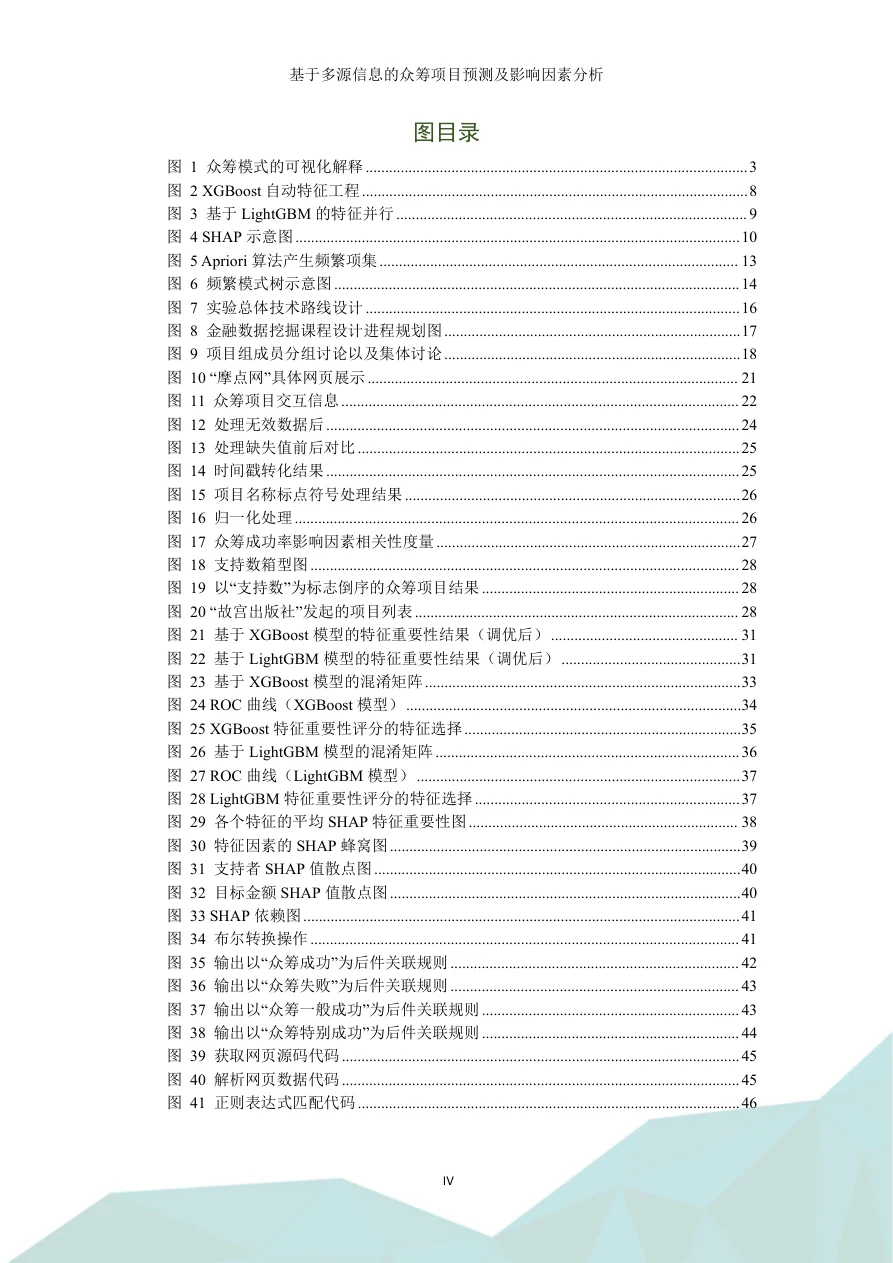 基于多源信息的众筹项目预测及影响因素分析
图目录
图 1 众筹模式的可视化解释 ........ 3
图 2 XGBoost 自动特征工程 ........ 8
图 3 基于 LightGBM 的特征并行 ........ 9
图 4 SHAP 示意图 ........ 10
图 5 Apriori 算法产生频繁项集 ........ 13
图 6 频繁模式树示意图 ........ 14
图 7 实验总体技术路线设计 ........ 16
图 8 金融数据挖掘课程设计进程规划图 ........ 17
图 9 项目组成员分组讨论以及集体讨论 ........ 18
图 10 “摩点网”具体网页展示 ........ 21
图 11 众筹项目交互信息 ........ 22
图 12 处理无效数据后 ........ 24
图 13 处理缺失值前后对比 ........ 25
图 14 时间戳转化结果 ........ 25
图 15 项目名称标点符号处理结果 ........ 26
图 16 归一化处理 ........ 26
图 17 众筹成功率影响因素相关性度量 ........ 27
图 18 支持数箱型图 ........ 28
图 19 以“支持数”为标志倒序的众筹项目结果 ........ 28
图 20 “故宫出版社”发起的项目列表 ........ 28
图 21 基于 XGBoost 模型的特征重要性结果（调优后） ........ 31
图 22 基于 LightGBM 模型的特征重要性结果（调优后） ........ 31
图 23 基于 XGBoost 模型的混淆矩阵 ........ 33
图 24 ROC 曲线（XGBoost 模型） ........ 34
图 25 XGBoost 特征重要性评分的特征选择 ........ 35
图 26 基于 LightGBM 模型的混淆矩阵 ........ 36
图 27 ROC 曲线（LightGBM 模型） ........ 37
图 28 LightGBM 特征重要性评分的特征选择 ........ 37
图 29 各个特征的平均 SHAP 特征重要性图 ........ 38
图 30 特征因素的 SHAP 蜂窝图 ........ 39
图 31 支持者 SHAP 值散点图 ........ 40
图 32 目标金额 SHAP 值散点图 ........ 40
图 33 SHAP 依赖图 ........ 41
图 34 布尔转换操作 ........ 41
图 35 输出以“众筹成功”为后件关联规则 ........ 42
图 36 输出以“众筹失败”为后件关联规则 ........ 43
图 37 输出以“众筹一般成功”为后件关联规则 ........ 43
图 38 输出以“众筹特别成功”为后件关联规则 ........ 44
图 39 获取网页源码代码 ........ 45
图 40 解析网页数据代码 ........ 45
图 41 正则表达式匹配代码 ........ 46
IV